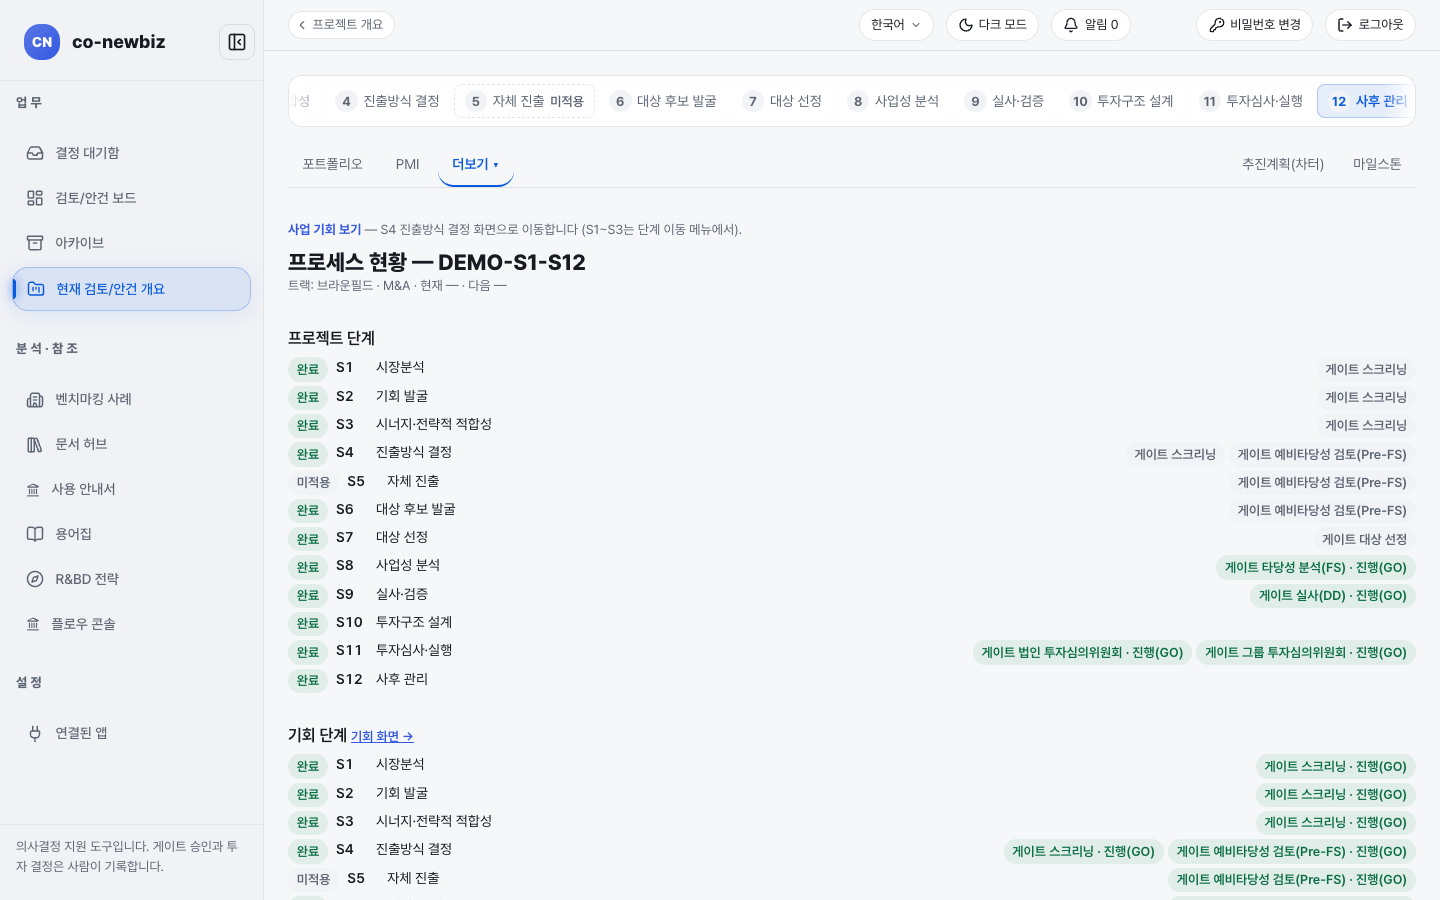 CN co-newbiz
프로젝트 개요
한국어
다크 모드
알림 0
비밀번호 변경
로그아웃
업무
결정 대기함
검토/안건 보드
아카이브
현재 검토/안건 개요
분석·참조
벤치마킹 사례
문서 허브
사용 안내서
용어집
R&BD 전략
플로우 콘솔
설정
연결된 앱
의사결정 지원 도구입니다. 게이트 승인과 투
자 결정은 사람이 기록합니다.
4 진출방식 결정
5 자체 진출 미적용
6 대상 후보 발굴
7 대상 선정
8 사업성 분석
9 실사·검증
10 투자구조 설계
11 투자심사·실행
12 사후 관리
포트폴리오
PMI
더보기 ▾
추진계획(차터)
마일스톤
사업 기회 보기 — S4 진출방식 결정 화면으로 이동합니다 (S1~S3는 단계 이동 메뉴에서).
프로세스 현황 — DEMO-S1-S12
트랙: 브라운필드 · M&A · 현재 — · 다음 —
프로젝트 단계
완료 S1 시장분석 게이트 스크리닝
완료 S2 기회 발굴 게이트 스크리닝
완료 S3 시너지·전략적 적합성 게이트 스크리닝
완료 S4 진출방식 결정 게이트 스크리닝 게이트 예비타당성 검토(Pre-FS)
미적용 S5 자체 진출 게이트 예비타당성 검토(Pre-FS)
완료 S6 대상 후보 발굴 게이트 예비타당성 검토(Pre-FS)
완료 S7 대상 선정 게이트 대상 선정
완료 S8 사업성 분석 게이트 타당성 분석(FS) · 진행(GO)
완료 S9 실사·검증 게이트 실사(DD) · 진행(GO)
완료 S10 투자구조 설계
완료 S11 투자심사·실행 게이트 법인 투자심의위원회 · 진행(GO) 게이트 그룹 투자심의위원회 · 진행(GO)
완료 S12 사후 관리
기회 단계 기회 화면 →
완료 S1 시장분석 게이트 스크리닝 · 진행(GO)
완료 S2 기회 발굴 게이트 스크리닝 · 진행(GO)
완료 S3 시너지·전략적 적합성 게이트 스크리닝 · 진행(GO)
완료 S4 진출방식 결정 게이트 스크리닝 · 진행(GO) 게이트 예비타당성 검토(Pre-FS) · 진행(GO)
미적용 S5 자체 진출 게이트 예비타당성 검토(Pre-FS) · 진행(GO)